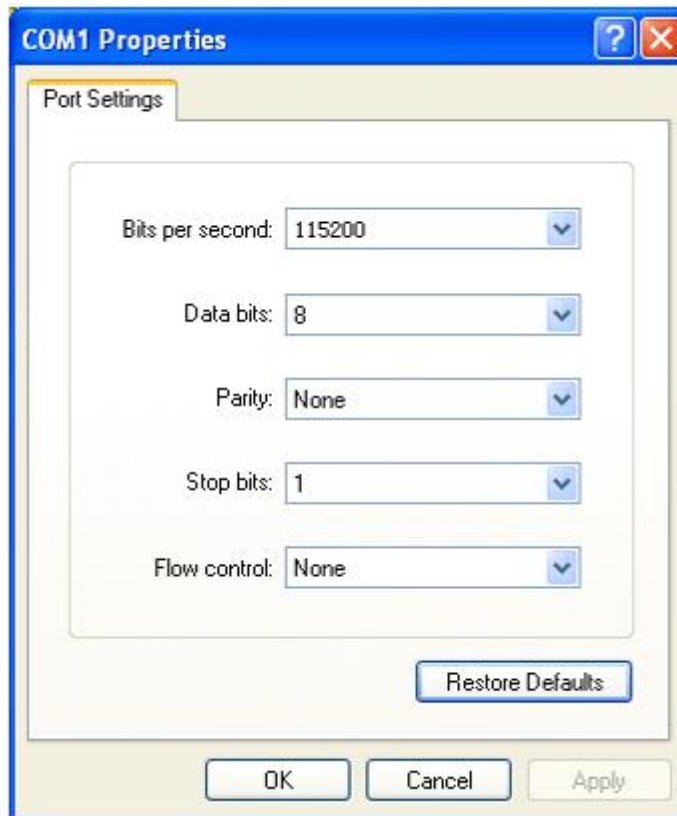 COM1 Properties
?
Port Settings
Bits per second: 115200
Data bits: 8
Parity: None
Stop bits: 1
Flow control: None
Restore Defaults
OK Cancel Apply